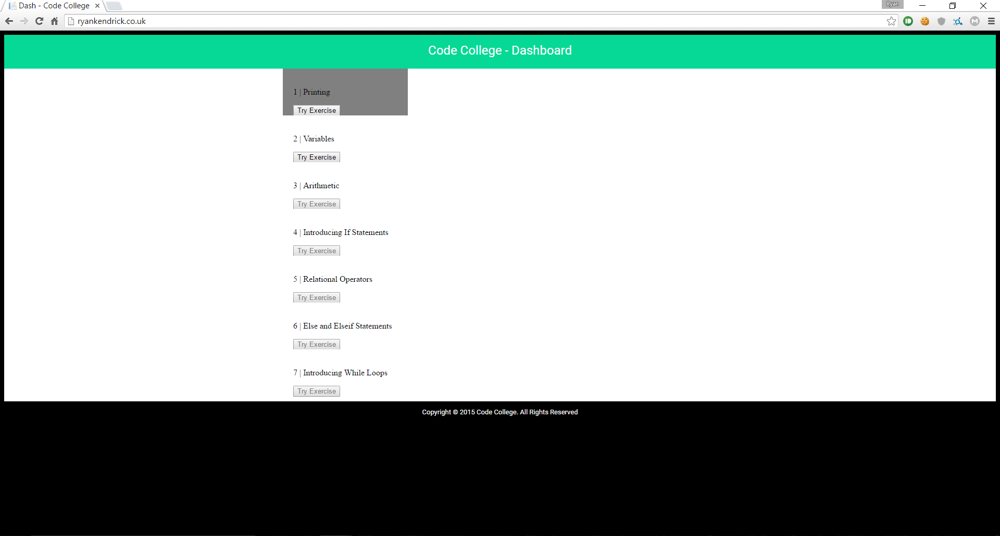 Dash - Code College
Ryan
ryankendrick.co.uk
Code College - Dashboard
1 | Printing
Try Exercise
2 | Variables
Try Exercise
3 | Arithmetic
Try Exercise
4 | Introducing If Statements
Try Exercise
5 | Relational Operators
Try Exercise
6 | Else and Elseif Statements
Try Exercise
7 | Introducing While Loops
Try Exercise
Copyright © 2015 Code College. All Rights Reserved